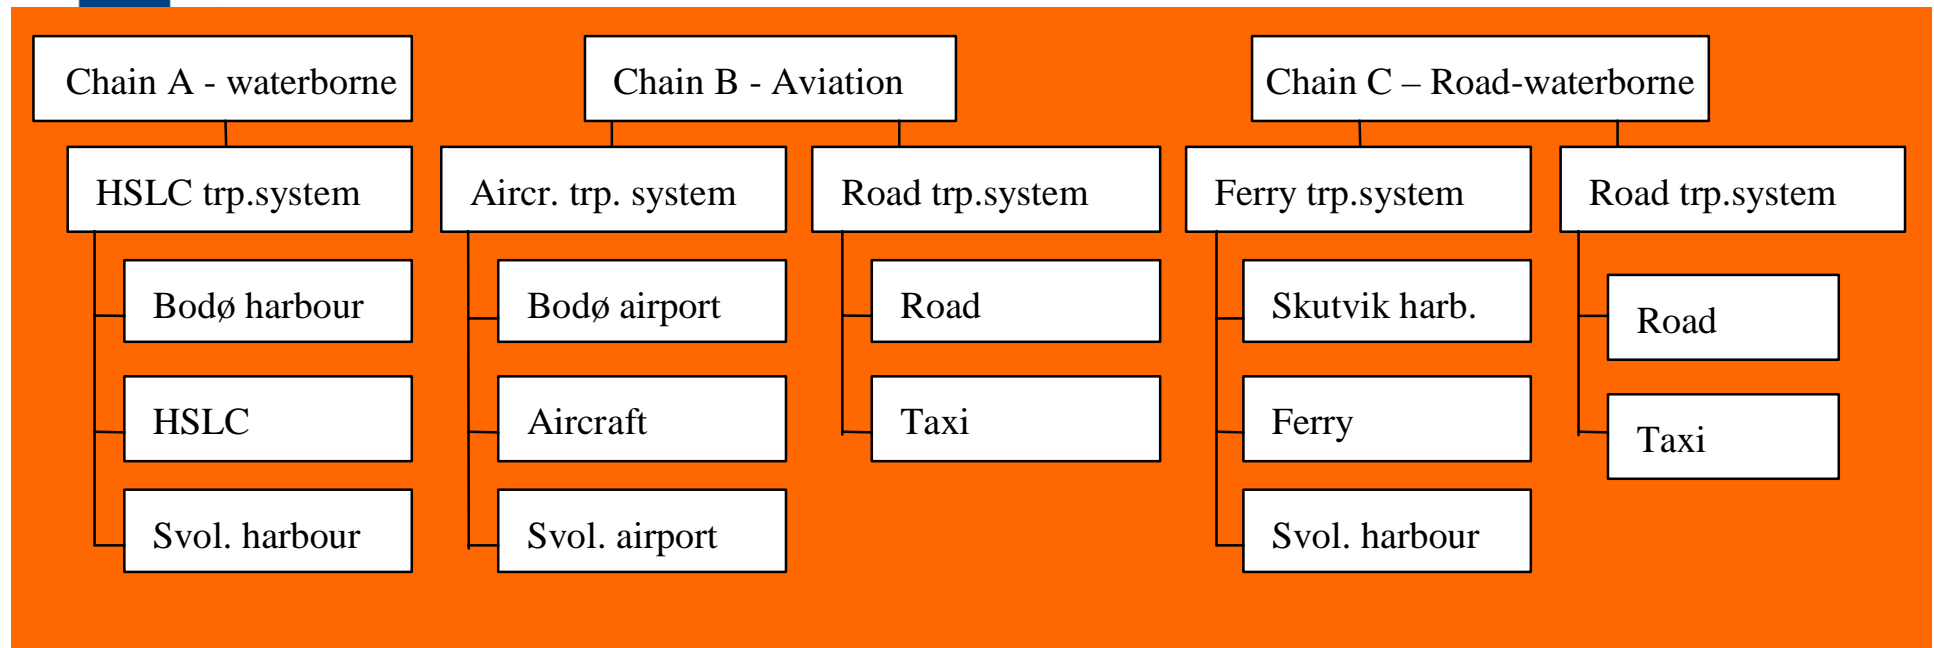 Chain A - waterborne
Chain B - Aviation
Chain C – Road-waterborne
HSLC trp.system
Aircr. trp. system
Road trp.system
Ferry trp.system
Road trp.system
Bodø harbour
Bodø airport
Road
Skutvik harb.
Road
HSLC
Aircraft
Taxi
Ferry
Taxi
Svol. harbour
Svol. airport
Svol. harbour